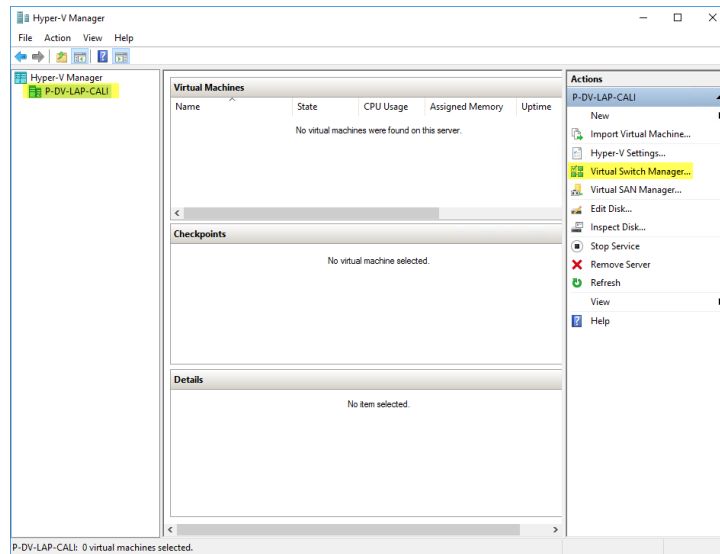 Hyper-V Manager
File Action View Help
Hyper-V Manager
P-DV-LAP-CALI
Virtual Machines
Name State CPU Usage Assigned Memory Uptime
No virtual machines were found on this server.
Checkpoints
No virtual machine selected.
Details
No item selected.
Actions
P-DV-LAP-CALI
New
Import Virtual Machine...
Hyper-V Settings...
Virtual Switch Manager...
Virtual SAN Manager...
Edit Disk...
Inspect Disk...
Stop Service
Remove Server
Refresh
View
Help
P-DV-LAP-CALI: 0 virtual machines selected.